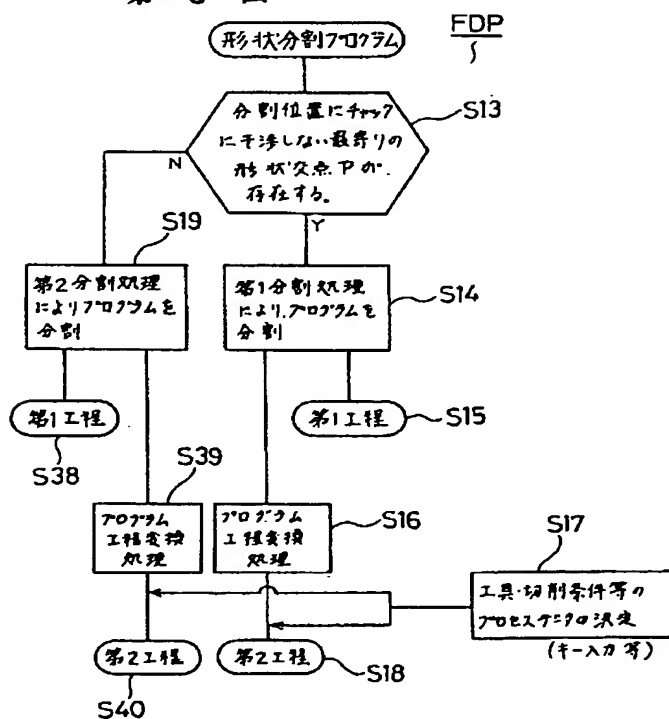 FDP
形状分割プログラム
S13
分割位置にチャック
に干渉しない最寄りの
形状交点Pが
存在する。
N
Y
S19
第2分割処理
によりプログラムを
分割
第1分割処理
により、プログラムを
分割
S14
第1工程
S38
第1工程
S15
S39
プログラム
工程変換
処理
プログラム
工程変換
処理
S16
S17
工具・切削条件等の
プロセスデータの決定
(キー入力等)
第2工程
S40
第2工程
S18